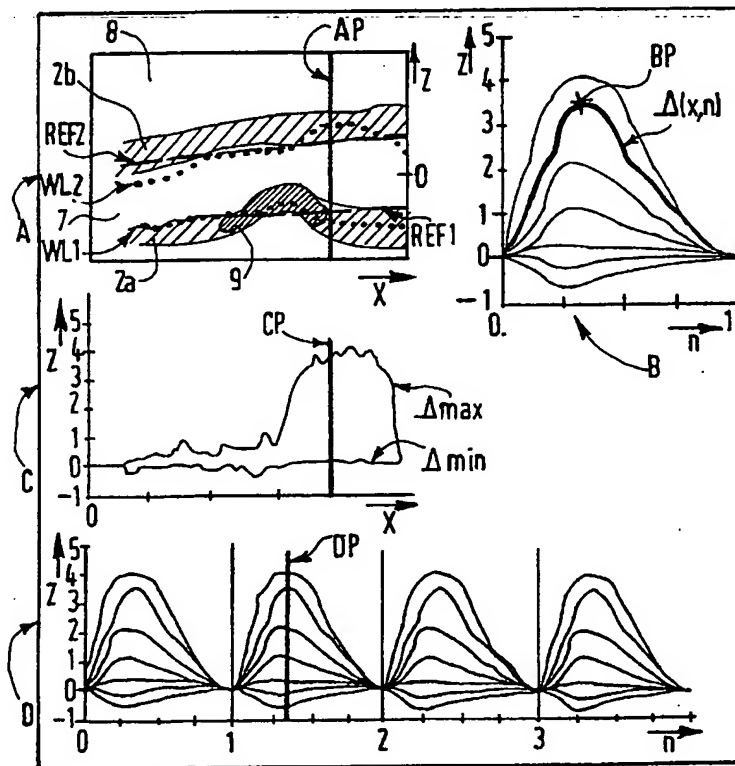 8
AP
Z
2b
REF2
0
WL2
A
7
WL1
2a
9
REF1
X
Z
5
4
3
2
1
0
-1
BP
Δ(x,n)
0.
1
n
B
Z
5
4
3
2
1
0
-1
CP
Δmax
Δmin
C
0
X
DP
Z
5
4
3
2
1
0
-1
D
0
1
2
3
n